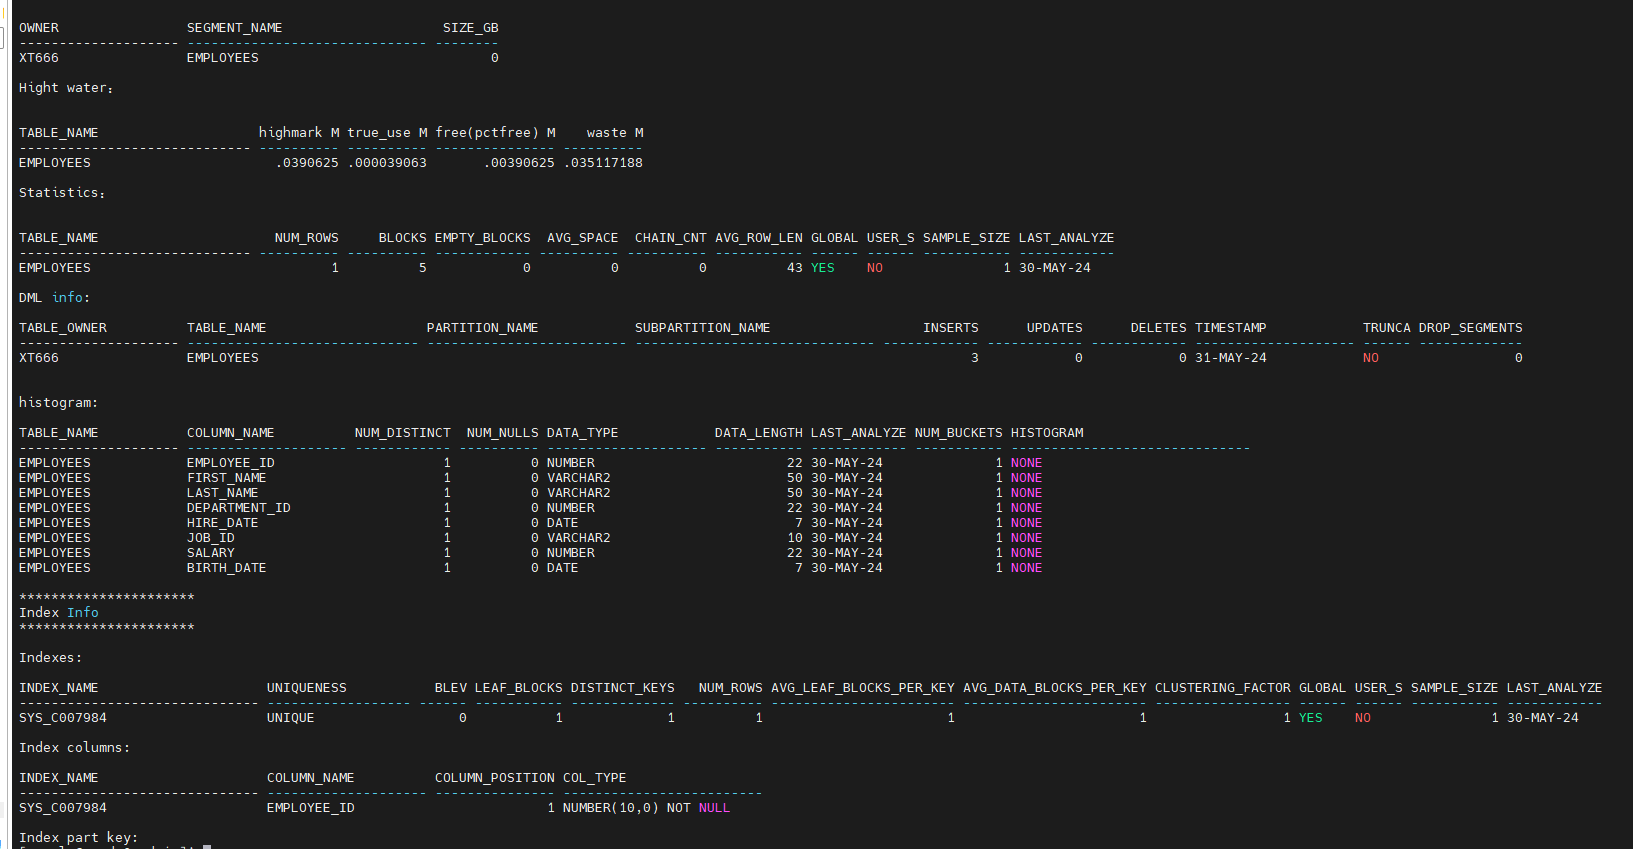 OWNER SEGMENT_NAME SIZE_GB
-------------------- ------------------------------ --------
XT666 EMPLOYEES 0
Hight water：
TABLE_NAME highmark M true_use M free(pctfree) M waste M
----------------------------- ---------- ---------- --------------- ----------
EMPLOYEES .0390625 .000039063 .00390625 .035117188
Statistics：
TABLE_NAME NUM_ROWS BLOCKS EMPTY_BLOCKS AVG_SPACE CHAIN_CNT AVG_ROW_LEN GLOBAL USER_S SAMPLE_SIZE LAST_ANALYZE
----------------------------- ---------- ---------- ------------ ---------- ---------- ----------- ------ ------ ----------- ------------
EMPLOYEES 1 5 0 0 0 43 YES NO 1 30-MAY-24
DML info:
TABLE_OWNER TABLE_NAME PARTITION_NAME SUBPARTITION_NAME INSERTS UPDATES DELETES TIMESTAMP TRUNCA DROP_SEGMENTS
-------------------- ----------------------------- ------------------------- ------------------------------ ------------ ------------ ------------ -------------------- ------ -------------
XT666 EMPLOYEES 3 0 0 31-MAY-24 NO 0
histogram:
TABLE_NAME COLUMN_NAME NUM_DISTINCT NUM_NULLS DATA_TYPE DATA_LENGTH LAST_ANALYZE NUM_BUCKETS HISTOGRAM
-------------------- -------------------- ------------ ---------- -------------------- ----------- ------------ ----------- ------------------------------
EMPLOYEES EMPLOYEE_ID 1 0 NUMBER 22 30-MAY-24 1 NONE
EMPLOYEES FIRST_NAME 1 0 VARCHAR2 50 30-MAY-24 1 NONE
EMPLOYEES LAST_NAME 1 0 VARCHAR2 50 30-MAY-24 1 NONE
EMPLOYEES DEPARTMENT_ID 1 0 NUMBER 22 30-MAY-24 1 NONE
EMPLOYEES HIRE_DATE 1 0 DATE 7 30-MAY-24 1 NONE
EMPLOYEES JOB_ID 1 0 VARCHAR2 10 30-MAY-24 1 NONE
EMPLOYEES SALARY 1 0 NUMBER 22 30-MAY-24 1 NONE
EMPLOYEES BIRTH_DATE 1 0 DATE 7 30-MAY-24 1 NONE
**********************
Index Info
**********************
Indexes:
INDEX_NAME UNIQUENESS BLEV LEAF_BLOCKS DISTINCT_KEYS NUM_ROWS AVG_LEAF_BLOCKS_PER_KEY AVG_DATA_BLOCKS_PER_KEY CLUSTERING_FACTOR GLOBAL USER_S SAMPLE_SIZE LAST_ANALYZE
------------------------------ ------------------ ------ ----------- ------------- ---------- ----------------------- ----------------------- ----------------- ------ ------ ----------- ------------
SYS_C007984 UNIQUE 0 1 1 1 1 1 1 YES NO 1 30-MAY-24
Index columns:
INDEX_NAME COLUMN_NAME COLUMN_POSITION COL_TYPE
------------------------------ -------------------- --------------- -------------------------
SYS_C007984 EMPLOYEE_ID 1 NUMBER(10,0) NOT NULL
Index part key: